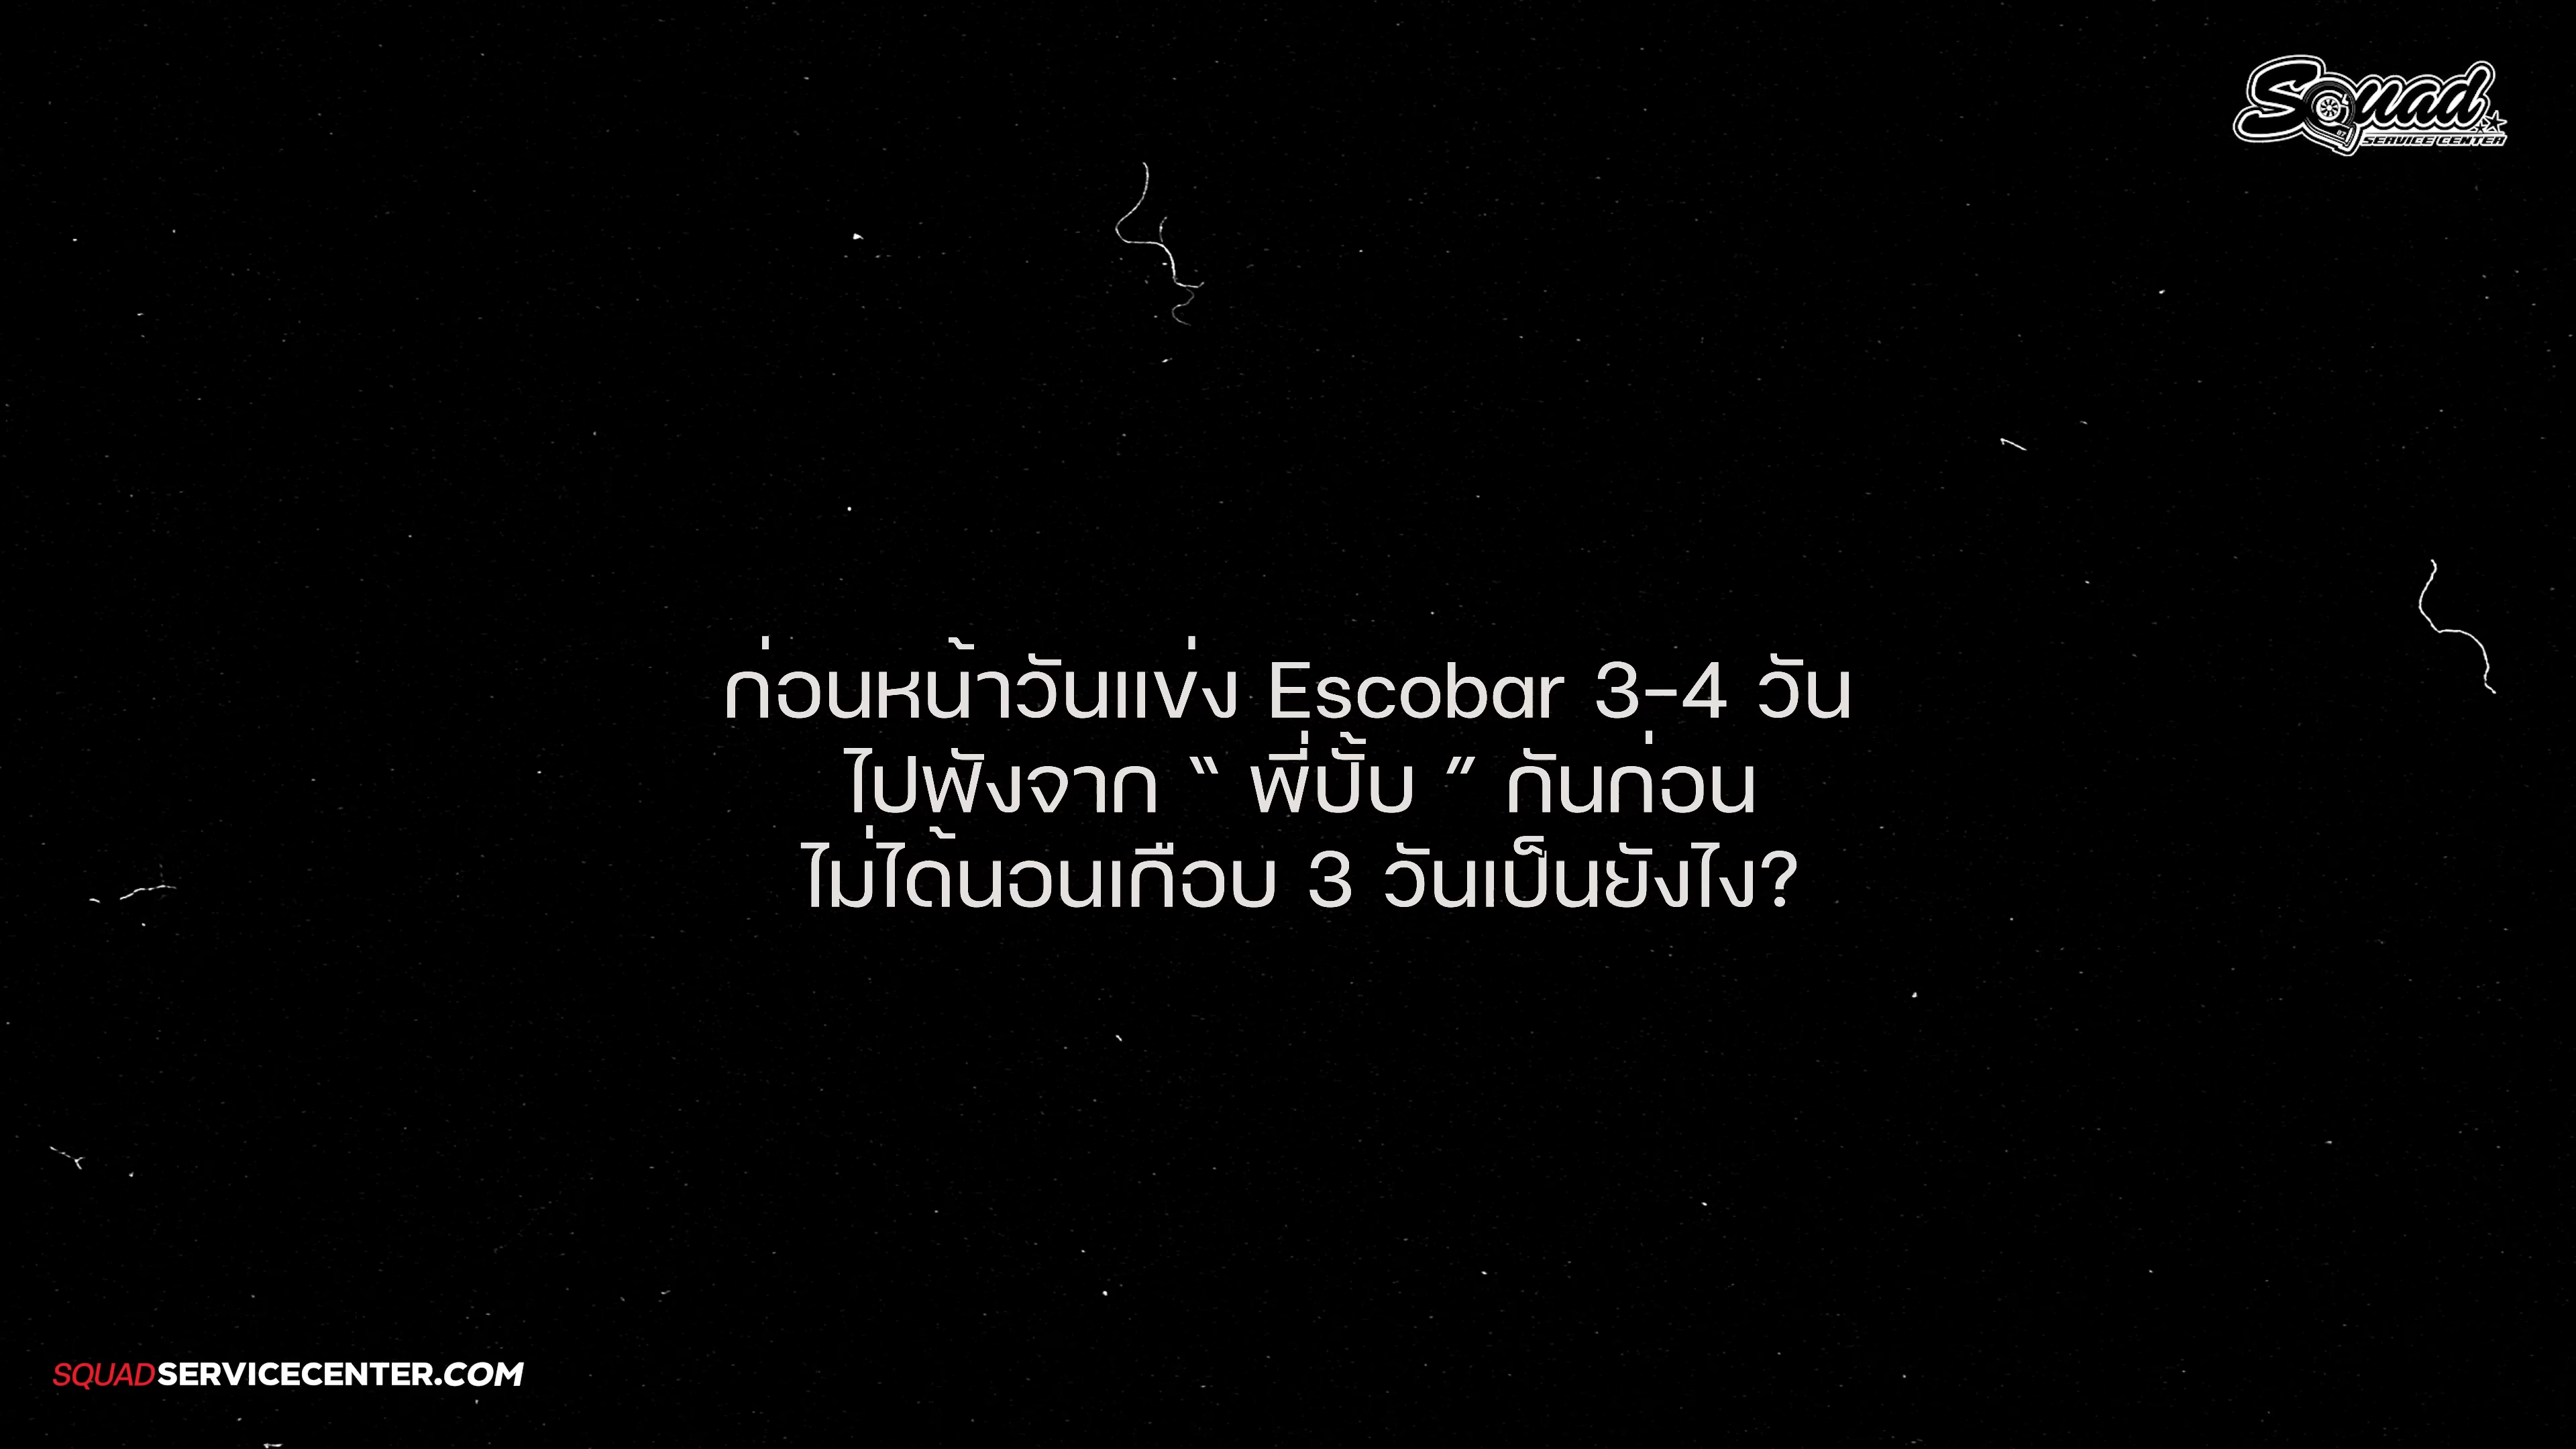 Squad
SERVICE CENTER
ก่อนหน้าวันแข่ง Escobar 3-4 วัน
ไปฟังจาก “ พี่บั้บ ” กันก่อน
ไม่ได้นอนเกือบ 3 วันเป็นยังไง?
SQUADSERVICECENTER.COM